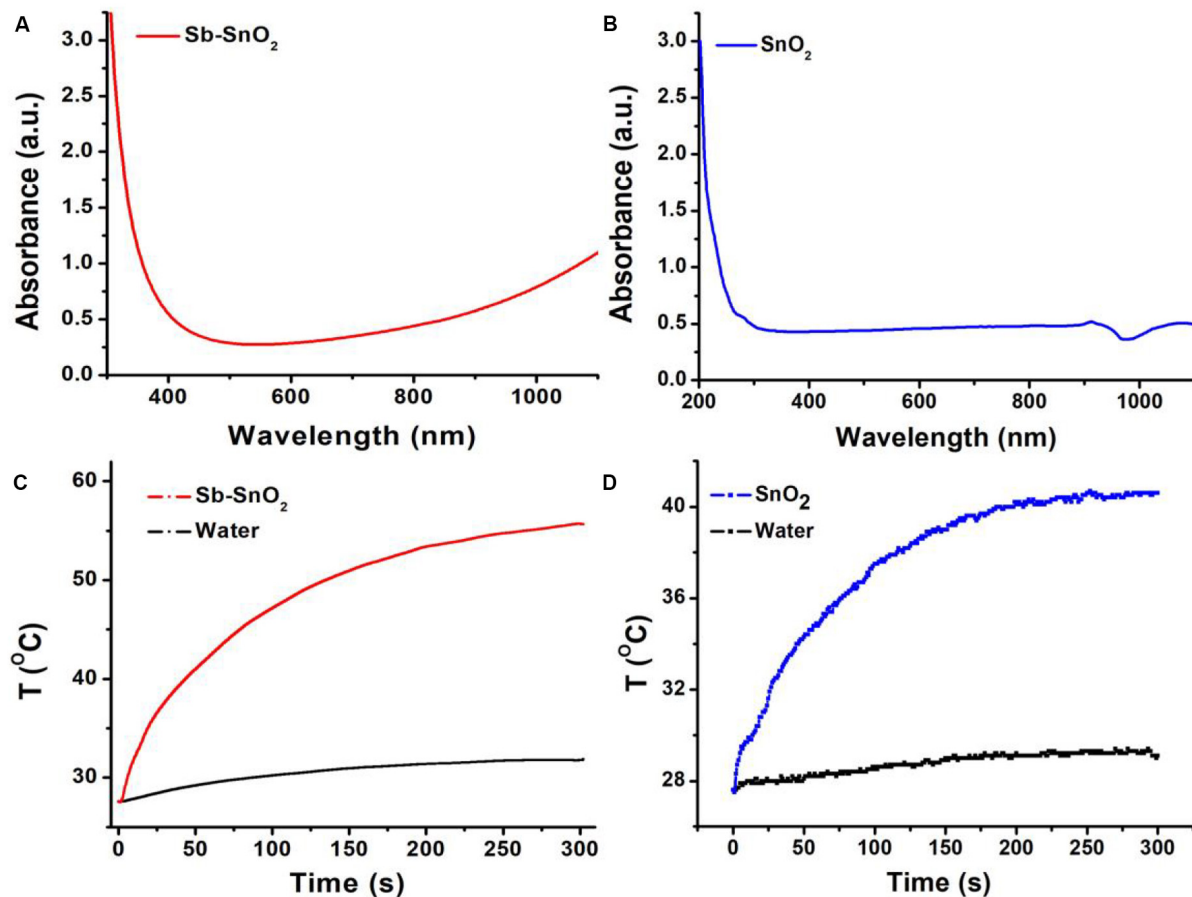 A
Sb-SnO₂
3.0
2.5
2.0
1.5
1.0
0.5
0.0
Absorbance (a.u.)
400 600 800 1000
Wavelength (nm)
B
SnO₂
3.0
2.5
2.0
1.5
1.0
0.5
0.0
Absorbance (a.u.)
200 400 600 800 1000
Wavelength (nm)
C
Sb-SnO₂
Water
60
50
40
30
T (°C)
0 50 100 150 200 250 300
Time (s)
D
SnO₂
Water
40
36
32
28
T (°C)
0 50 100 150 200 250 300
Time (s)